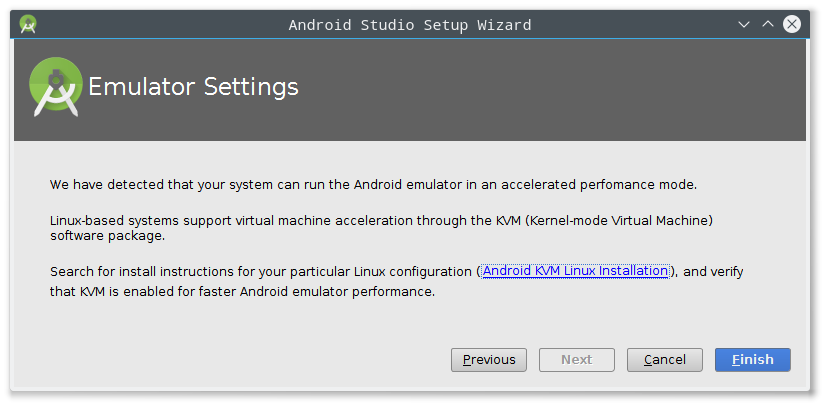 Android Studio Setup Wizard
Emulator Settings
We have detected that your system can run the Android emulator in an accelerated perfomance mode.
Linux-based systems support virtual machine acceleration through the KVM (Kernel-mode Virtual Machine)
software package.
Search for install instructions for your particular Linux configuration (Android KVM Linux Installation), and verify
that KVM is enabled for faster Android emulator performance.
Previous Next Cancel Finish